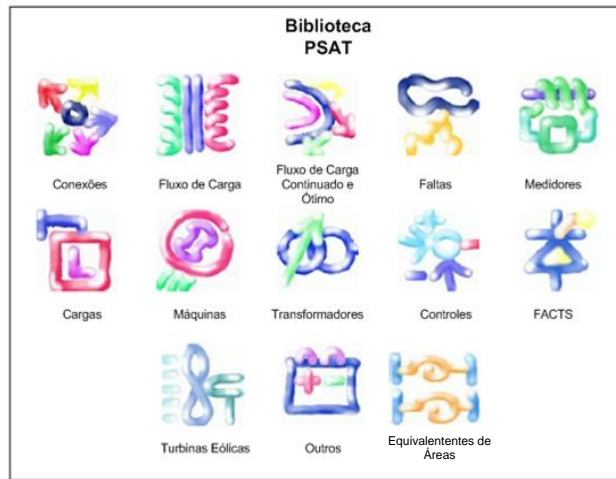 Biblioteca
PSAT
Conexões
Fluxo de Carga
Fluxo de Carga
Continuado e
Ótimo
Faltas
Medidores
Cargas
Máquinas
Transformadores
Controles
FACTS
Turbinas Eólicas
Outros
Equivalententes de
Áreas